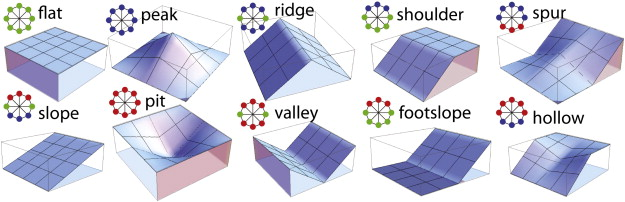 flat peak ridge shoulder spur
slope pit valley footslope hollow